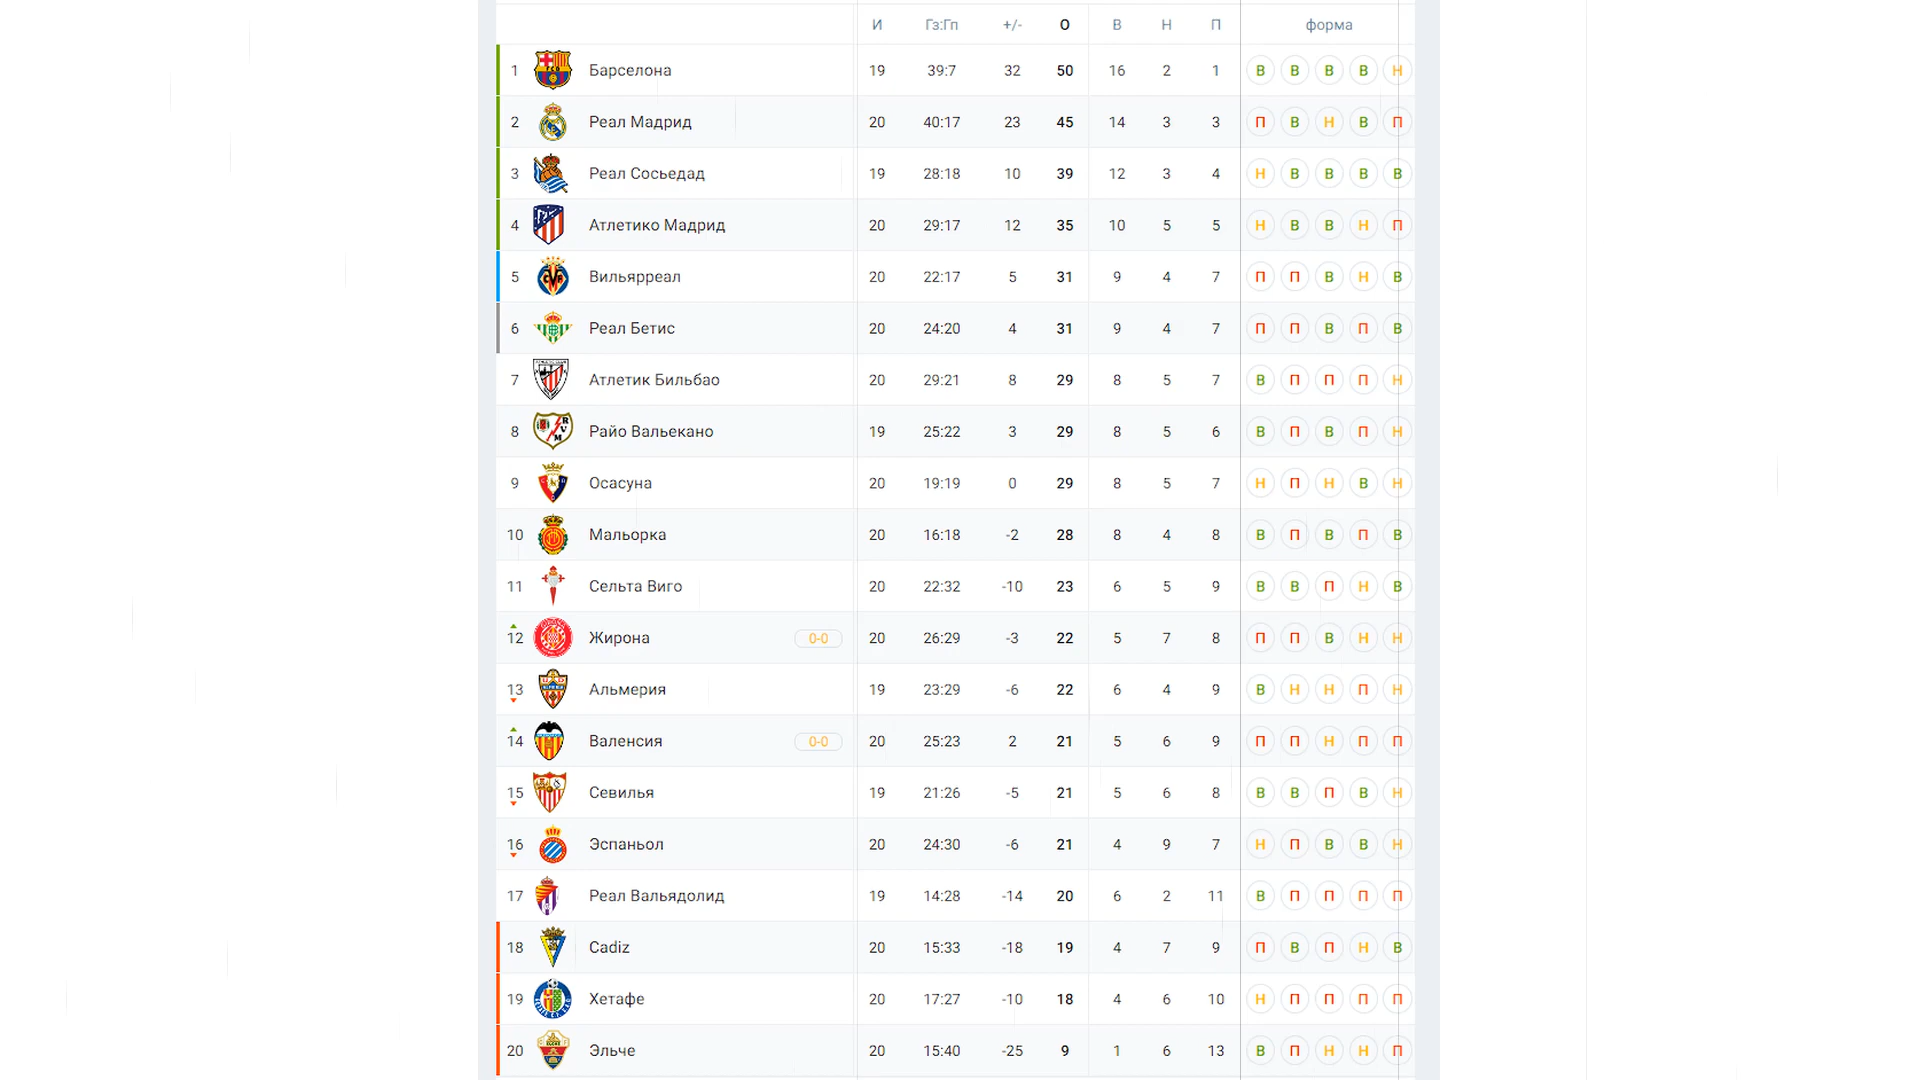 И Гз:Гп +/- О В Н П форма
1 Барселона 19 39:7 32 50 16 2 1 В В В В Н
2 Реал Мадрид 20 40:17 23 45 14 3 3 П В Н В П
3 Реал Сосьедад 19 28:18 10 39 12 3 4 Н В В В В
4 Атлетико Мадрид 20 29:17 12 35 10 5 5 Н В В Н П
5 Вильярреал 20 22:17 5 31 9 4 7 П П В Н В
6 Реал Бетис 20 24:20 4 31 9 4 7 П П В П В
7 Атлетик Бильбао 20 29:21 8 29 8 5 7 В П П П Н
8 Райо Вальекано 19 25:22 3 29 8 5 6 В П В П Н
9 Осасуна 20 19:19 0 29 8 5 7 Н П Н В Н
10 Мальорка 20 16:18 -2 28 8 4 8 В П В П В
11 Сельта Виго 20 22:32 -10 23 6 5 9 В В П Н В
12 Жирона 0-0 20 26:29 -3 22 5 7 8 П П В Н Н
13 Альмерия 19 23:29 -6 22 6 4 9 В Н Н П Н
14 Валенсия 0-0 20 25:23 2 21 5 6 9 П П Н П П
15 Севилья 19 21:26 -5 21 5 6 8 В В П В Н
16 Эспаньол 20 24:30 -6 21 4 9 7 Н П В В Н
17 Реал Вальядолид 19 14:28 -14 20 6 2 11 В П П П П
18 Cadiz 20 15:33 -18 19 4 7 9 П В П Н В
19 Хетафе 20 17:27 -10 18 4 6 10 Н П П П П
20 Эльче 20 15:40 -25 9 1 6 13 В П Н Н П